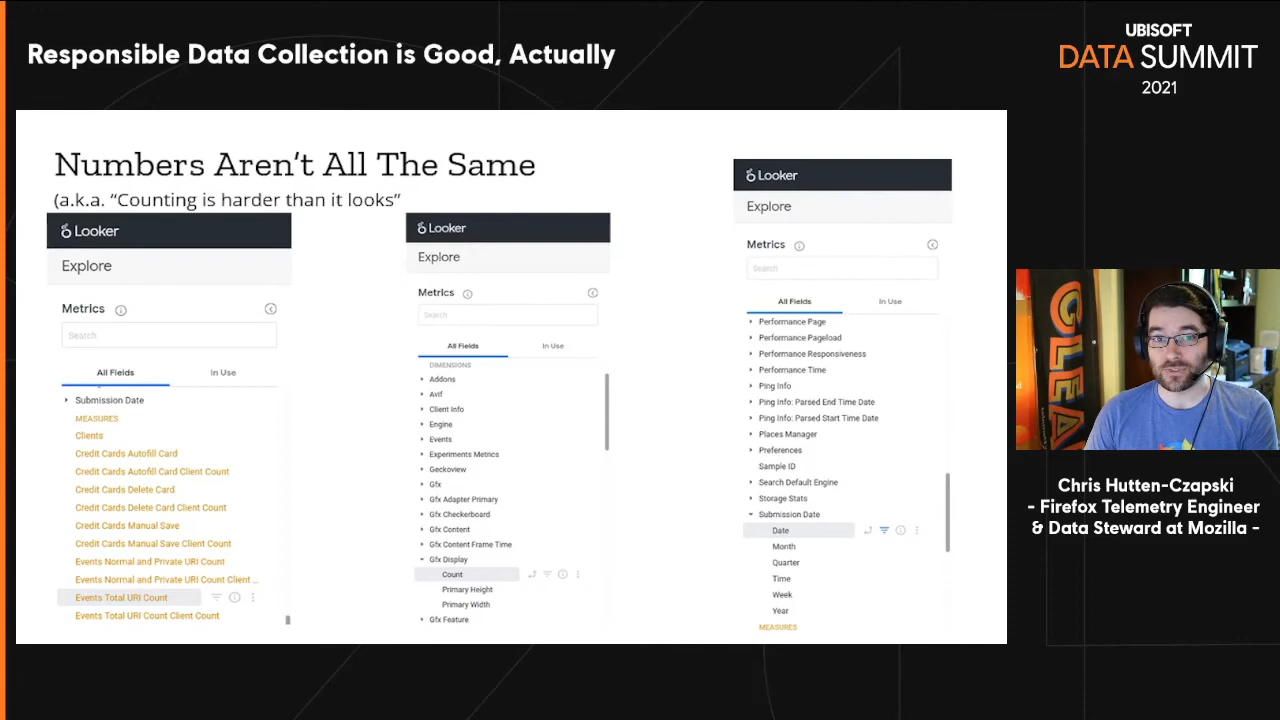 Responsible Data Collection is Good, Actually
UBISOFT
DATA SUMMIT
2021
Numbers Aren't All The Same
(a.k.a. "Counting is harder than it looks"
Looker
Explore
Metrics
Search
All Fields
In Use
Submission Date
MEASURES
Clients
Credit Cards Autofill Card
Credit Cards Autofill Card Client Count
Credit Cards Delete Card
Credit Cards Delete Card Client Count
Credit Cards Manual Save
Credit Cards Manual Save Client Count
Events Normal and Private URI Count
Events Normal and Private URI Count Client ...
Events Total URI Count
Events Total URI Count Client Count
Looker
Explore
Metrics
Search
All Fields
In Use
DIMENSIONS
Addons
Avif
Client Info
Engine
Events
Experiments Metrics
Geckoview
Gfx
Gfx Adapter Primary
Gfx Checkerboard
Gfx Content
Gfx Content Frame Time
Gfx Display
Count
Primary Height
Primary Width
Gfx Feature
Looker
Explore
Metrics
Search
All Fields
In Use
Performance Page
Performance Pageload
Performance Responsiveness
Performance Time
Ping Info
Ping Info: Parsed End Time Date
Ping Info: Parsed Start Time Date
Places Manager
Preferences
Sample ID
Search Default Engine
Storage Stats
Submission Date
Date
Month
Quarter
Time
Week
Year
MEASURES
GLEA
Chris Hutten-Czapski
- Firefox Telemetry Engineer
& Data Steward at Mozilla -